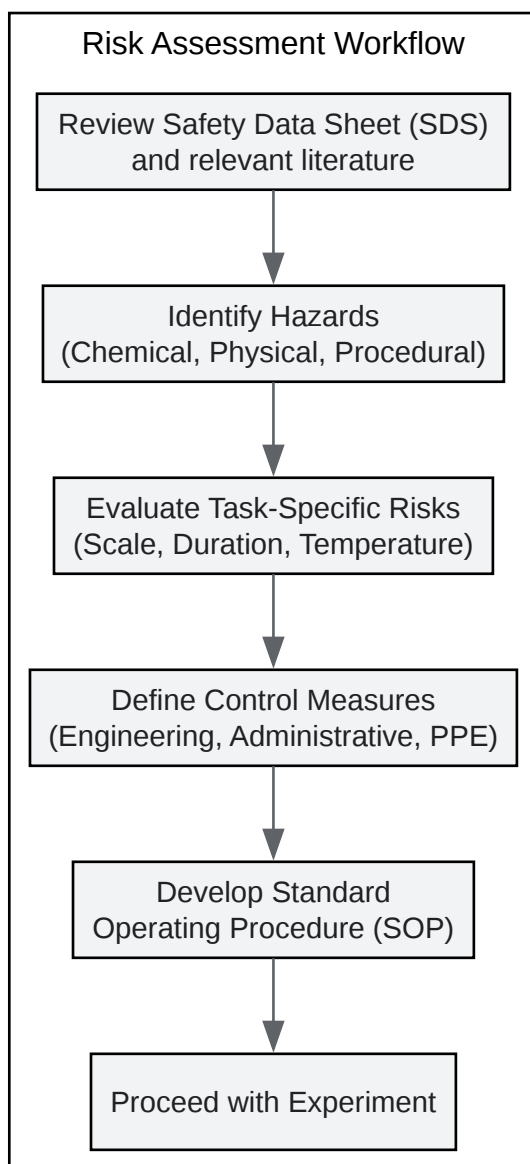 Risk Assessment Workflow
Review Safety Data Sheet (SDS)
and relevant literature
Identify Hazards
(Chemical, Physical, Procedural)
Evaluate Task-Specific Risks
(Scale, Duration, Temperature)
Define Control Measures
(Engineering, Administrative, PPE)
Develop Standard
Operating Procedure (SOP)
Proceed with Experiment